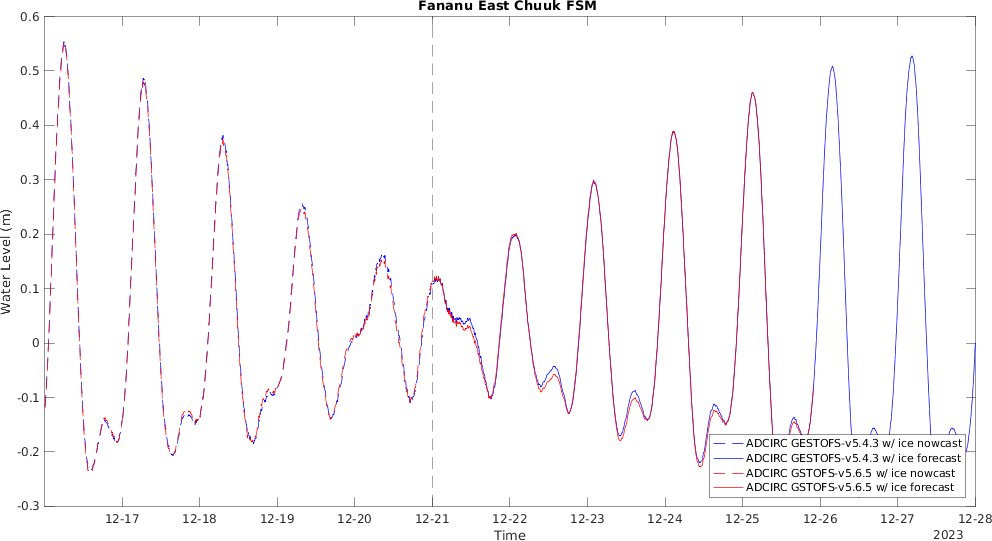 Fananu East Chuuk FSM
0.6
0.5
0.4
0.3
0.2
0.1
0
-0.1
-0.2
-0.3
Water Level (m)
12-17 12-18 12-19 12-20 12-21 12-22 12-23 12-24 12-25 12-26 12-27 12-28
Time
2023
ADCIRC GESTOFS-v5.4.3 w/ ice nowcast
ADCIRC GESTOFS-v5.4.3 w/ ice forecast
ADCIRC GSTOFS-v5.6.5 w/ ice nowcast
ADCIRC GSTOFS-v5.6.5 w/ ice forecast